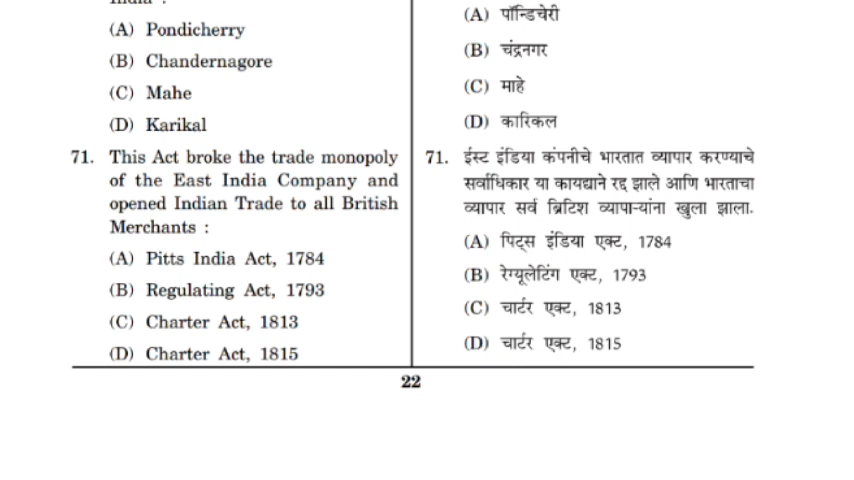 (A) Pondicherry
(B) Chandernagore
(C) Mahe
(D) Karikal
71. This Act broke the trade monopoly
of the East India Company and
opened Indian Trade to all British
Merchants :
(A) Pitts India Act, 1784
(B) Regulating Act, 1793
(C) Charter Act, 1813
(D) Charter Act, 1815
(A) पॉन्डिचेरी
(B) चंद्रनगर
(C) माहे
(D) कारिकल
71. ईस्ट इंडिया कंपनीचे भारतात व्यापार करण्याचे
सर्वाधिकार या कायद्याने रद्द झाले आणि भारताचा
व्यापार सर्व ब्रिटिश व्यापाऱ्यांना खुला झाला.
(A) पिट्स इंडिया एक्ट, 1784
(B) रेग्यूलेटिंग एक्ट, 1793
(C) चार्टर एक्ट, 1813
(D) चार्टर एक्ट, 1815
22